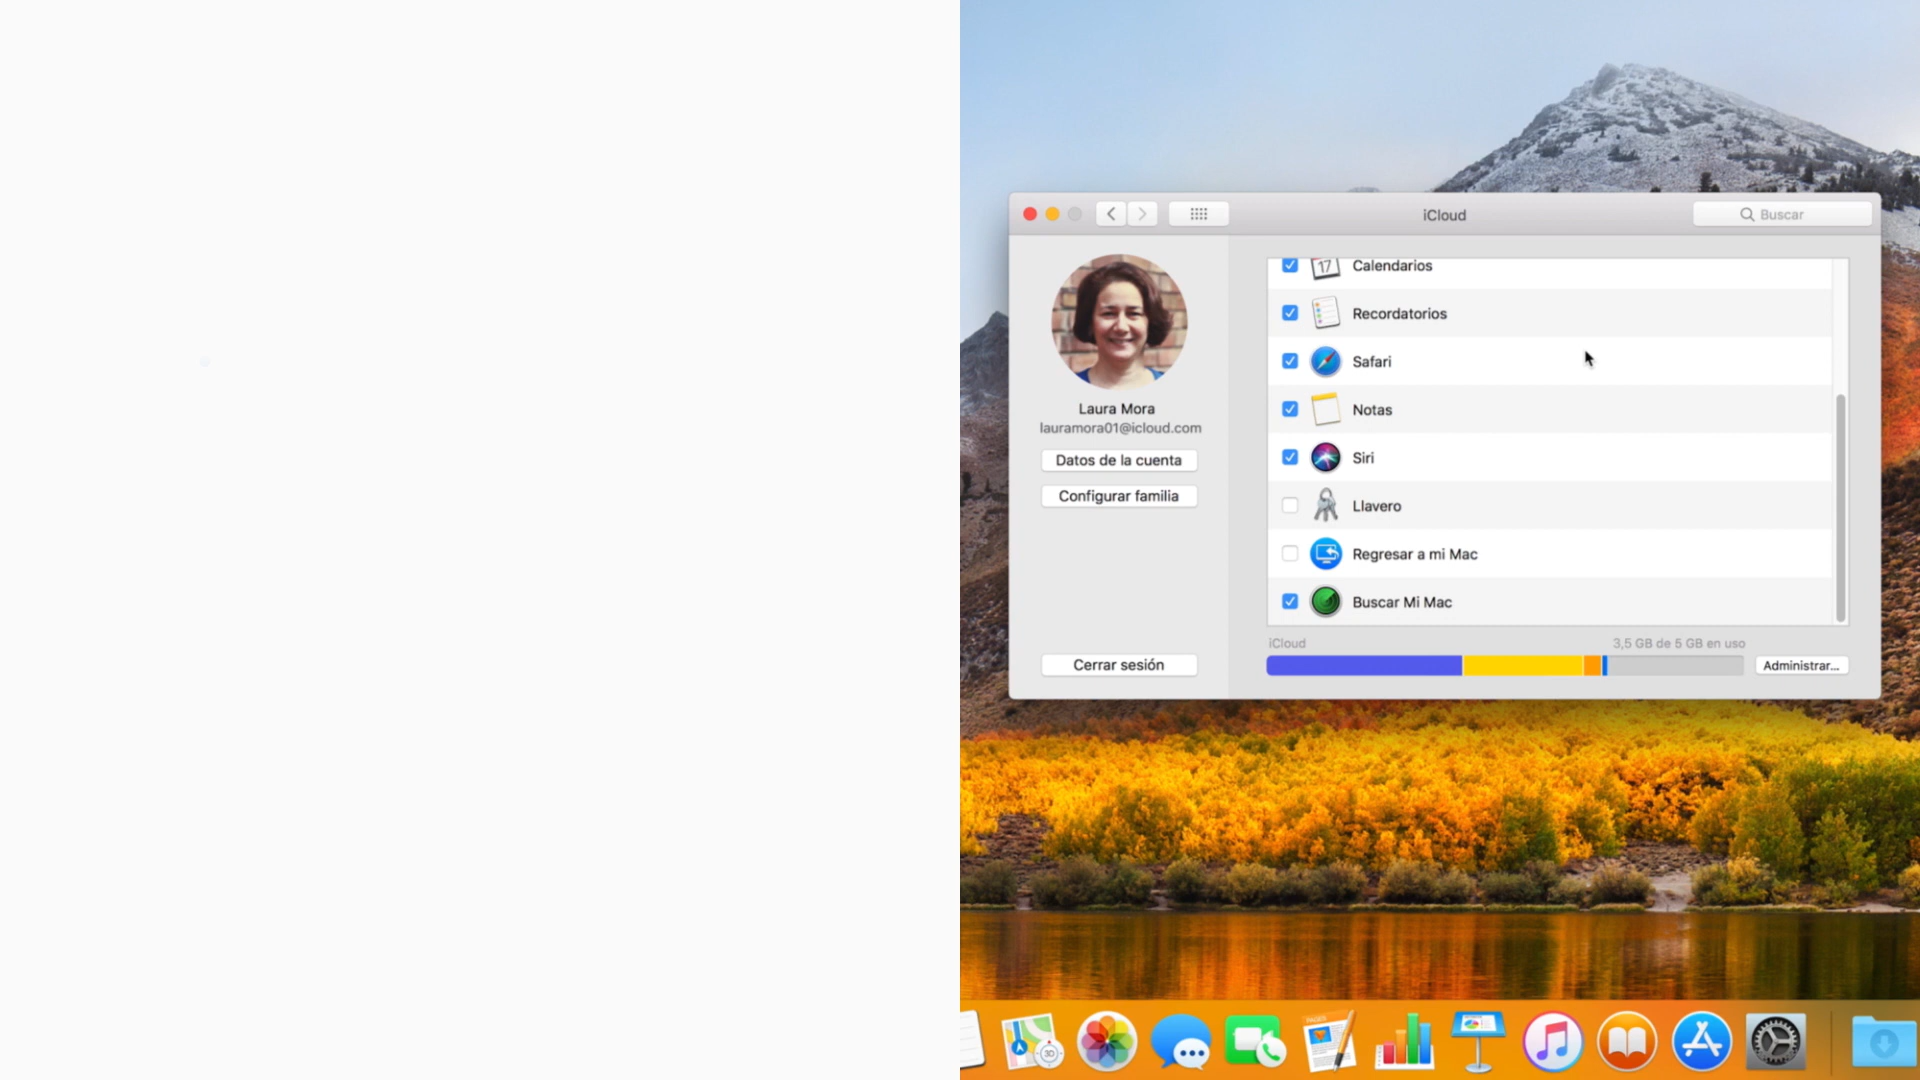 iCloud
Buscar
Laura Mora
lauramora01@icloud.com
Datos de la cuenta
Configurar familia
Cerrar sesión
17
Calendarios
Recordatorios
Safari
Notas
Siri
Llavero
Regresar a mi Mac
Buscar Mi Mac
iCloud
3,5 GB de 5 GB en uso
Administrar...
3D
PAGES